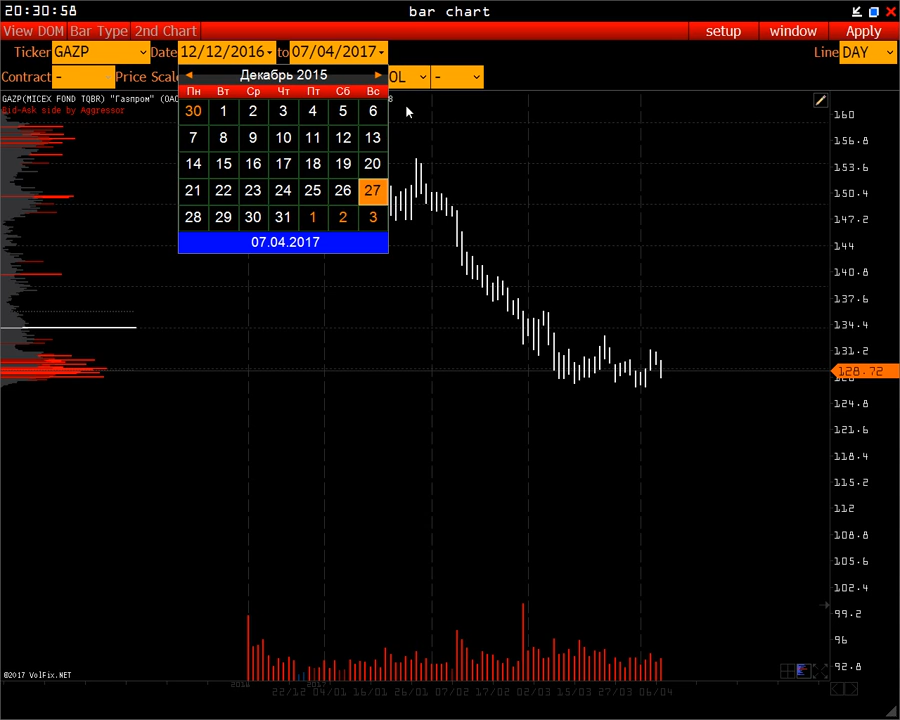 20:30:58 bar chart
View DOM Bar Type 2nd Chart setup window Apply
Ticker GAZP Date 12/12/2016 to 07/04/2017 Line DAY
Contract - Price Scale OL -
Декабрь 2015
Пн Вт Ср Чт Пт Сб Вс
30 1 2 3 4 5 6
7 8 9 10 11 12 13
14 15 16 17 18 19 20
21 22 23 24 25 26 27
28 29 30 31 1 2 3
07.04.2017
GAZP(MICEX FOND TQBR) "Газпром" (ОАО 8
Bid-Ask side by Aggressor
160
156.8
153.6
150.4
147.2
144
140.8
137.6
134.4
131.2
128.72
128
124.8
121.6
118.4
115.2
112
108.8
105.6
102.4
99.2
96
92.8
©2017 VolFix.NET
2016 2017
22/12 04/01 16/01 26/01 07/02 17/02 02/03 15/03 27/03 06/04